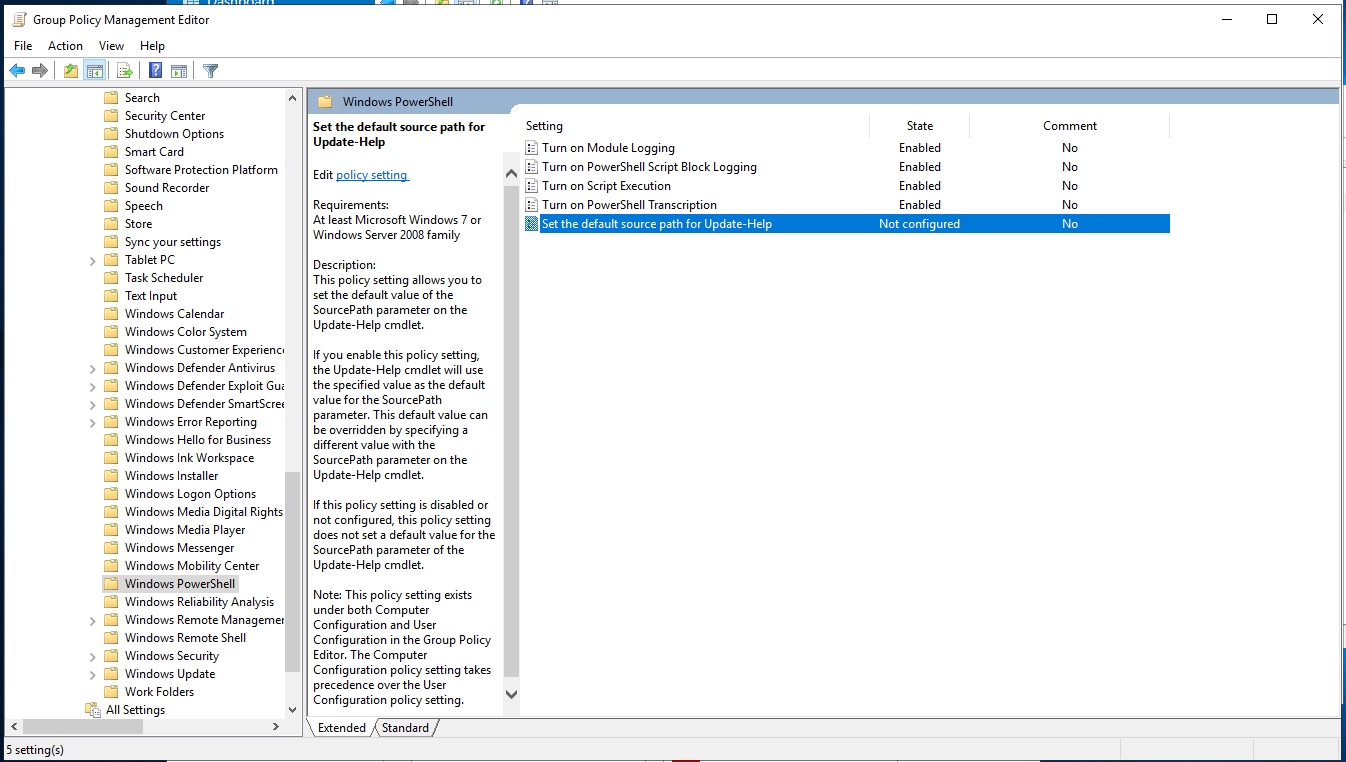 Dashboard
Group Policy Management Editor
File Action View Help
Search
Security Center
Shutdown Options
Smart Card
Software Protection Platform
Sound Recorder
Speech
Store
Sync your settings
Tablet PC
Task Scheduler
Text Input
Windows Calendar
Windows Color System
Windows Customer Experience
Windows Defender Antivirus
Windows Defender Exploit Gua
Windows Defender SmartScree
Windows Error Reporting
Windows Hello for Business
Windows Ink Workspace
Windows Installer
Windows Logon Options
Windows Media Digital Rights
Windows Media Player
Windows Messenger
Windows Mobility Center
Windows PowerShell
Windows Reliability Analysis
Windows Remote Managemer
Windows Remote Shell
Windows Security
Windows Update
Work Folders
All Settings
Windows PowerShell
Set the default source path for
Update-Help
Edit policy setting
Requirements:
At least Microsoft Windows 7 or
Windows Server 2008 family
Description:
This policy setting allows you to
set the default value of the
SourcePath parameter on the
Update-Help cmdlet.
If you enable this policy setting,
the Update-Help cmdlet will use
the specified value as the default
value for the SourcePath
parameter. This default value can
be overridden by specifying a
different value with the
SourcePath parameter on the
Update-Help cmdlet.
If this policy setting is disabled or
not configured, this policy setting
does not set a default value for the
SourcePath parameter of the
Update-Help cmdlet.
Note: This policy setting exists
under both Computer
Configuration and User
Configuration in the Group Policy
Editor. The Computer
Configuration policy setting takes
precedence over the User
Configuration policy setting.
Setting State Comment
Turn on Module Logging Enabled No
Turn on PowerShell Script Block Logging Enabled No
Turn on Script Execution Enabled No
Turn on PowerShell Transcription Enabled No
Set the default source path for Update-Help Not configured No
Extended Standard
5 setting(s)